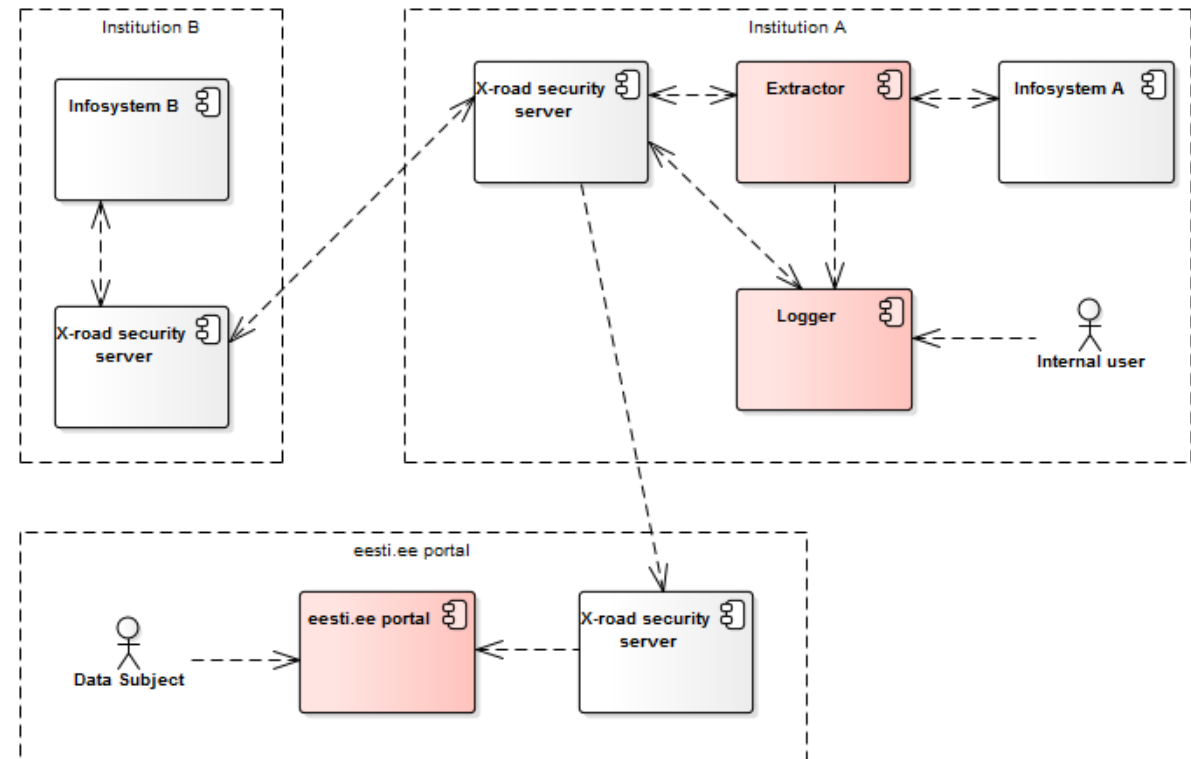 Institution B
Infosystem B
X-road security
server
Institution A
X-road security
server
Extractor
Infosystem A
Logger
Internal user
eesti.ee portal
Data Subject
eesti.ee portal
X-road security
server